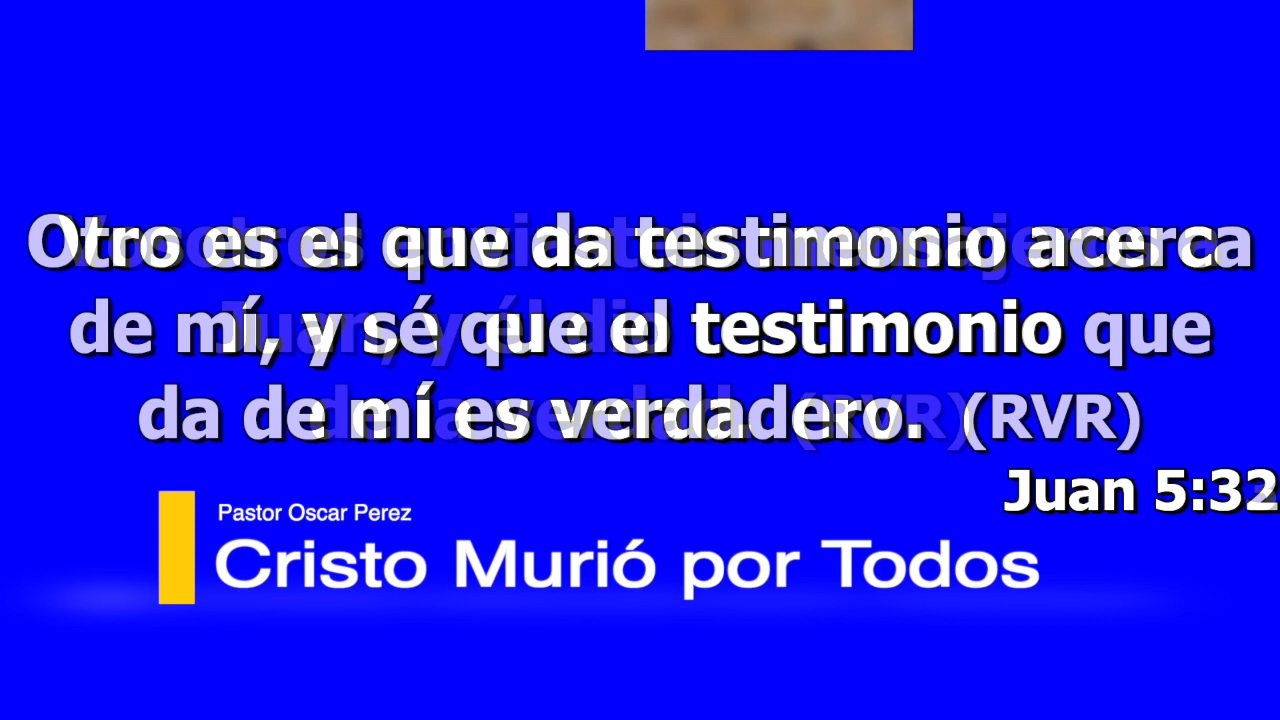 Otro es el que da testimonio acerca
de mí, y sé que el testimonio que
da de mí es verdadero. (RVR)
Juan 5:32
Pastor Oscar Perez
Cristo Murió por Todos